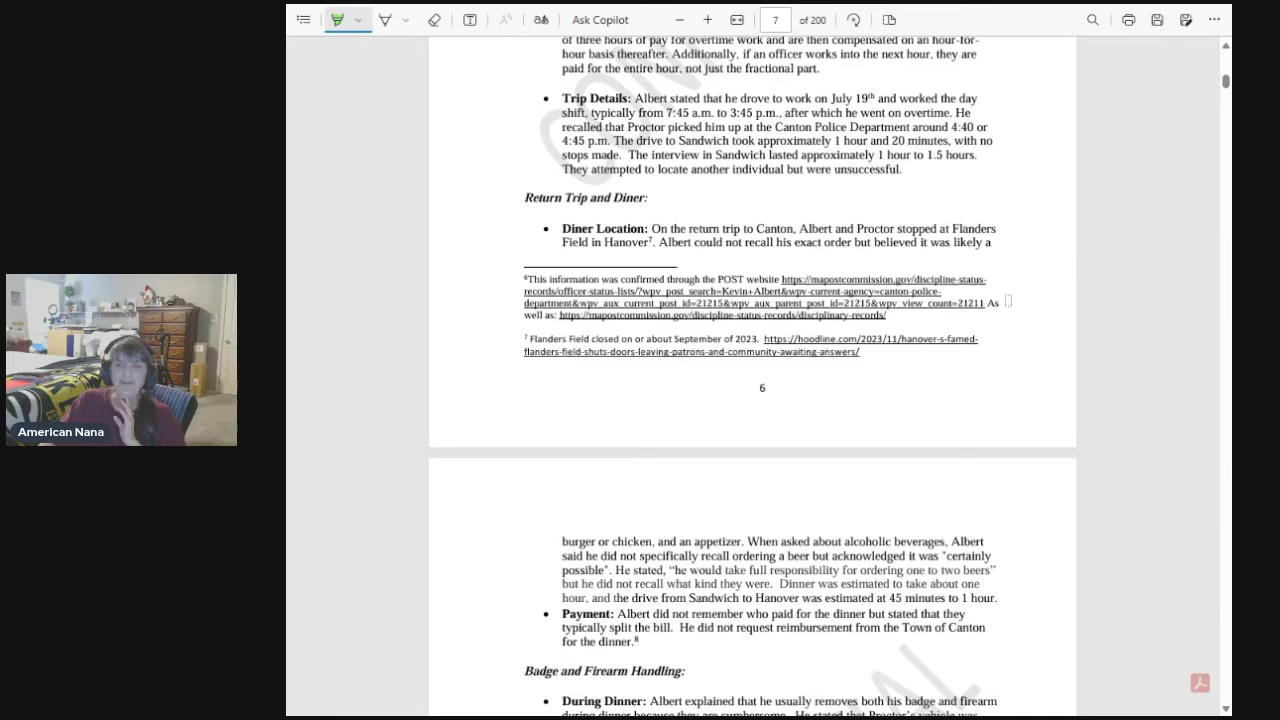 Ask Copilot
7 of 200
of three hours of pay for overtime work and are then compensated on an hour-for-
hour basis thereafter. Additionally, if an officer works into the next hour, they are
paid for the entire hour, not just the fractional part.
• Trip Details: Albert stated that he drove to work on July 19th and worked the day
shift, typically from 7:45 a.m. to 3:45 p.m., after which he went on overtime. He
recalled that Proctor picked him up at the Canton Police Department around 4:40 or
4:45 p.m. The drive to Sandwich took approximately 1 hour and 20 minutes, with no
stops made. The interview in Sandwich lasted approximately 1 hour to 1.5 hours.
They attempted to locate another individual but were unsuccessful.
Return Trip and Diner:
• Diner Location: On the return trip to Canton, Albert and Proctor stopped at Flanders
Field in Hanover7. Albert could not recall his exact order but believed it was likely a
6This information was confirmed through the POST website https://mapostcommission.gov/discipline-status-
records/officer-status-lists/?wpv_post_search=Kevin+Albert&wpv-current-agency=canton-police-
department&wpv_aux_current_post_id=21215&wpv_aux_parent_post_id=21215&wpv_view_count=21211 As
well as: https://mapostcommission.gov/discipline-status-records/disciplinary-records/
7 Flanders Field closed on or about September of 2023. https://hoodline.com/2023/11/hanover-s-famed-
flanders-field-shuts-doors-leaving-patrons-and-community-awaiting-answers/
6
American Nana
burger or chicken, and an appetizer. When asked about alcoholic beverages, Albert
said he did not specifically recall ordering a beer but acknowledged it was "certainly
possible". He stated, “he would take full responsibility for ordering one to two beers”
but he did not recall what kind they were. Dinner was estimated to take about one
hour, and the drive from Sandwich to Hanover was estimated at 45 minutes to 1 hour.
• Payment: Albert did not remember who paid for the dinner but stated that they
typically split the bill. He did not request reimbursement from the Town of Canton
for the dinner.8
Badge and Firearm Handling:
• During Dinner: Albert explained that he usually removes both his badge and firearm
during dinner because they are cumbersome. He stated that Proctor's vehicle was